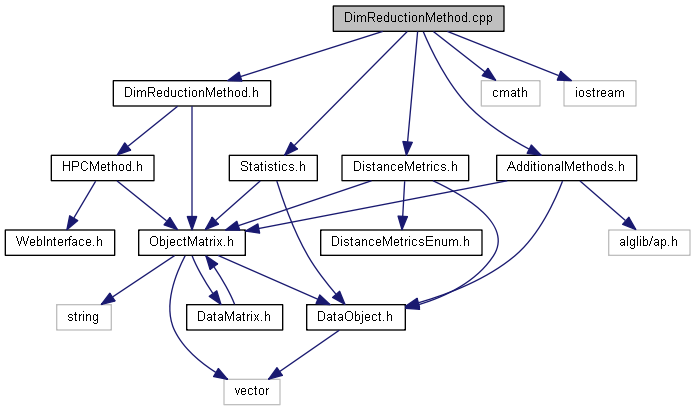 DimReductionMethod.cpp
DimReductionMethod.h
cmath
iostream
HPCMethod.h
Statistics.h
DistanceMetrics.h
AdditionalMethods.h
WebInterface.h
ObjectMatrix.h
DistanceMetricsEnum.h
alglib/ap.h
string
DataMatrix.h
DataObject.h
vector